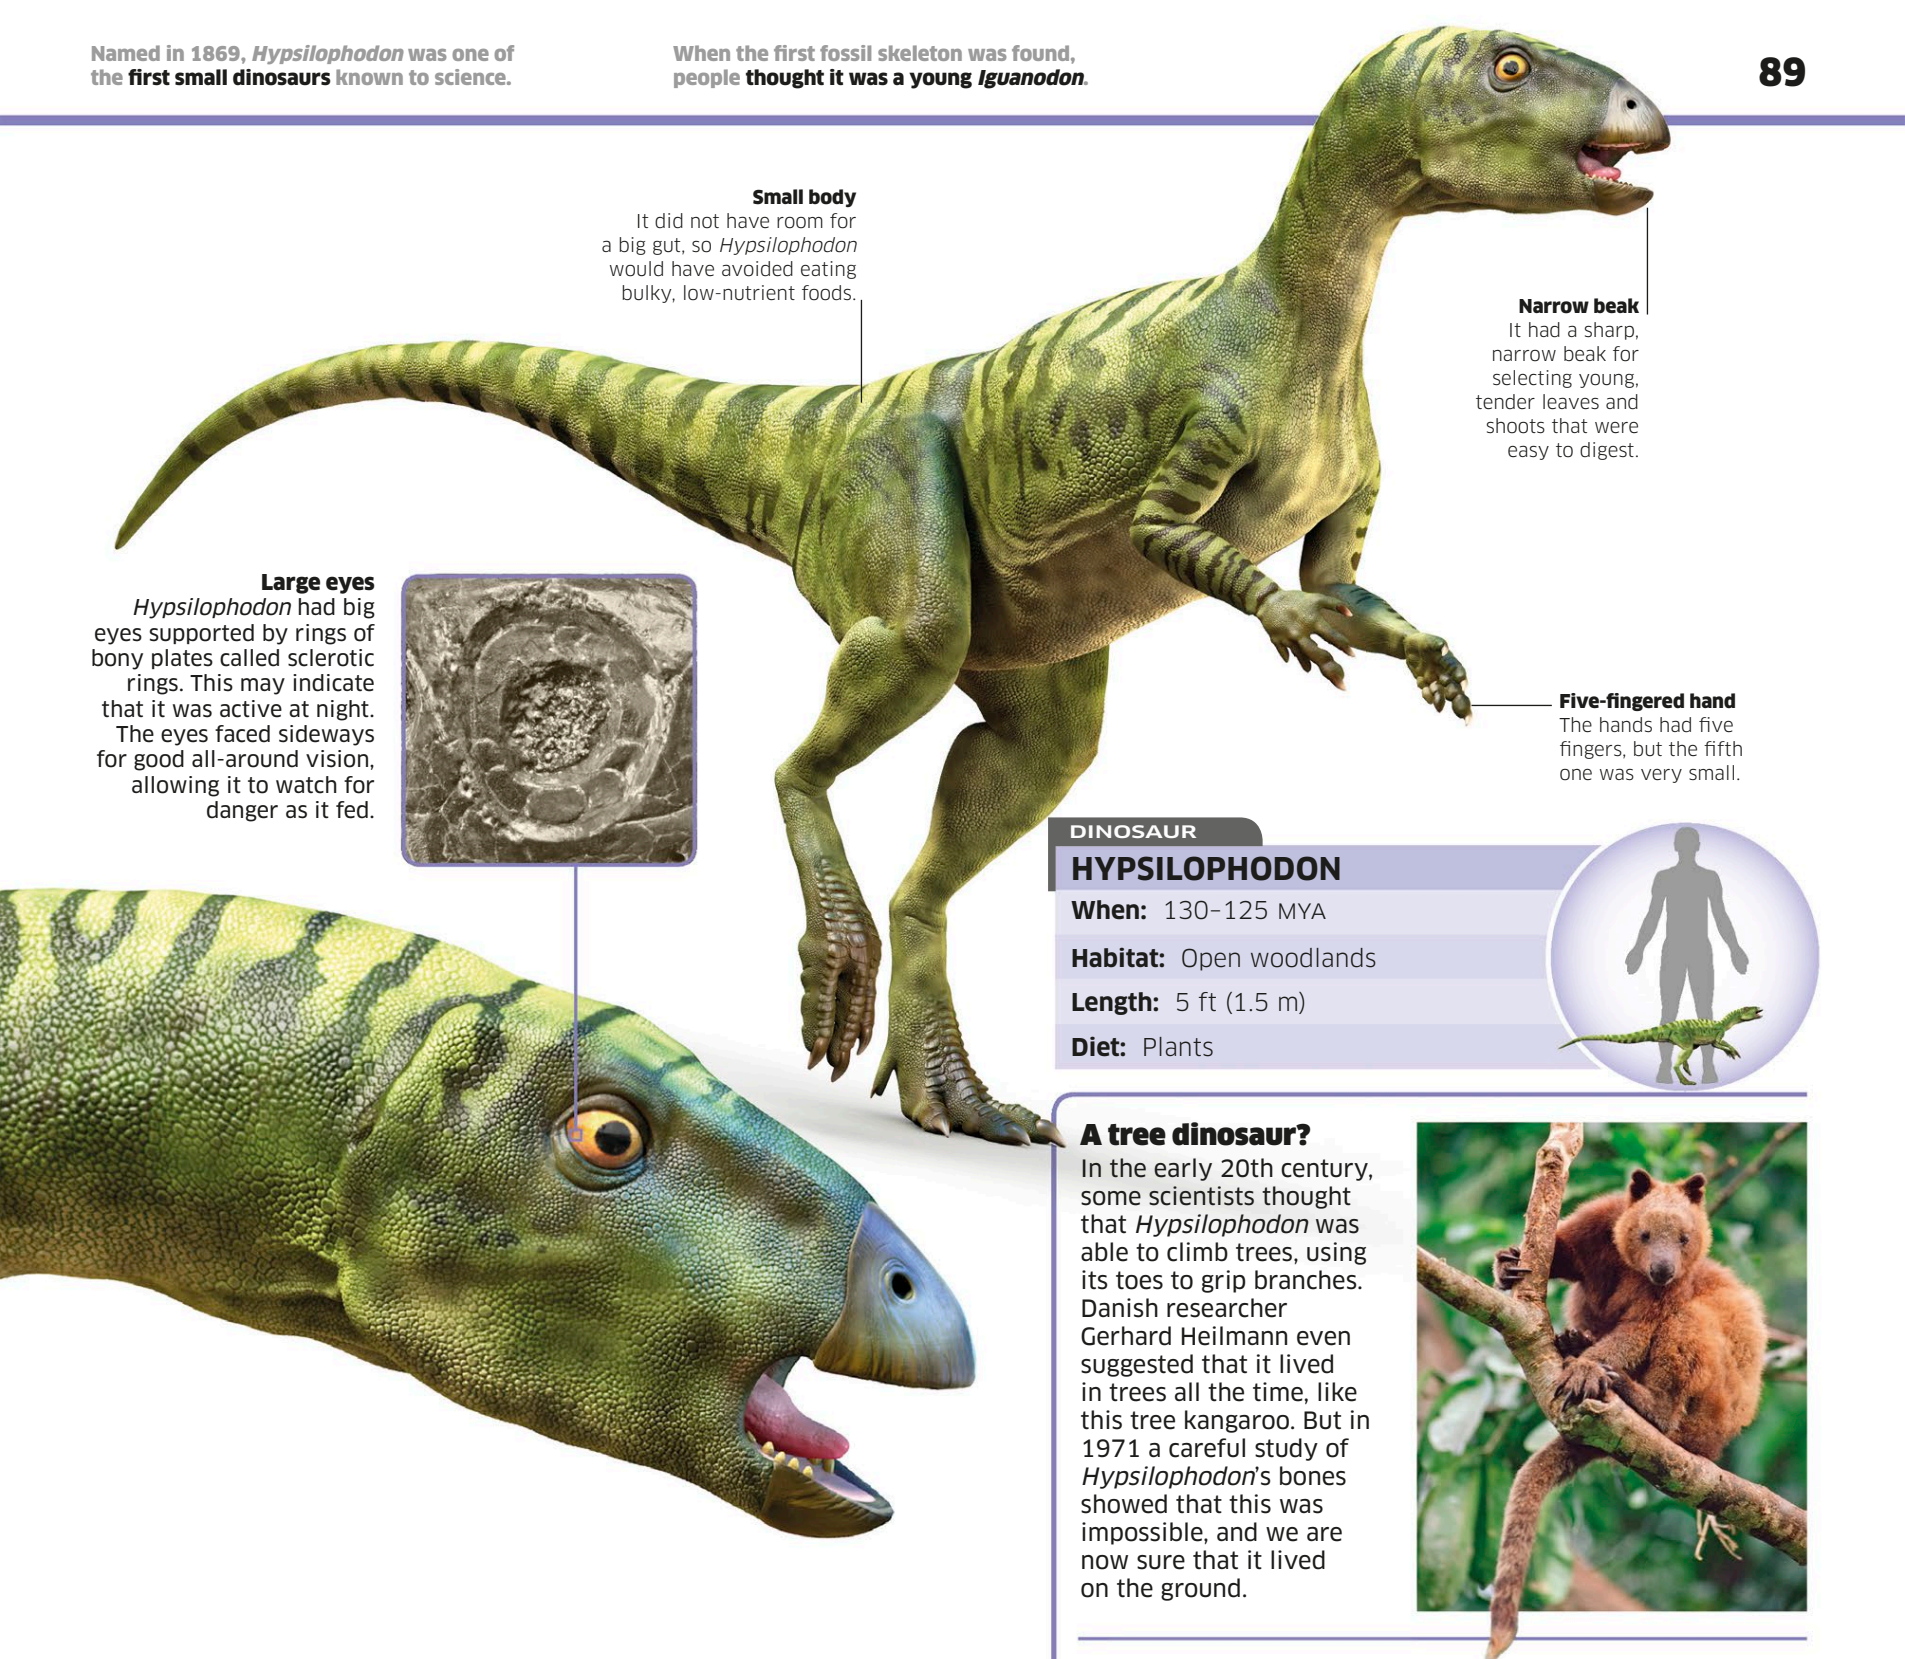 Named in 1869, Hypsilophodon was one of
the first small dinosaurs known to science.
When the first fossil skeleton was found,
people thought it was a young Iguanodon.
89
Small body
It did not have room for
a big gut, so Hypsilophodon
would have avoided eating
bulky, low-nutrient foods.
Narrow beak
It had a sharp,
narrow beak for
selecting young,
tender leaves and
shoots that were
easy to digest.
Large eyes
Hypsilophodon had big
eyes supported by rings of
bony plates called sclerotic
rings. This may indicate
that it was active at night.
The eyes faced sideways
for good all-around vision,
allowing it to watch for
danger as it fed.
Five-fingered hand
The hands had five
fingers, but the fifth
one was very small.
DINOSAUR
HYPSILOPHODON
When: 130–125 MYA
Habitat: Open woodlands
Length: 5 ft (1.5 m)
Diet: Plants
A tree dinosaur?
In the early 20th century,
some scientists thought
that Hypsilophodon was
able to climb trees, using
its toes to grip branches.
Danish researcher
Gerhard Heilmann even
suggested that it lived
in trees all the time, like
this tree kangaroo. But in
1971 a careful study of
Hypsilophodon's bones
showed that this was
impossible, and we are
now sure that it lived
on the ground.